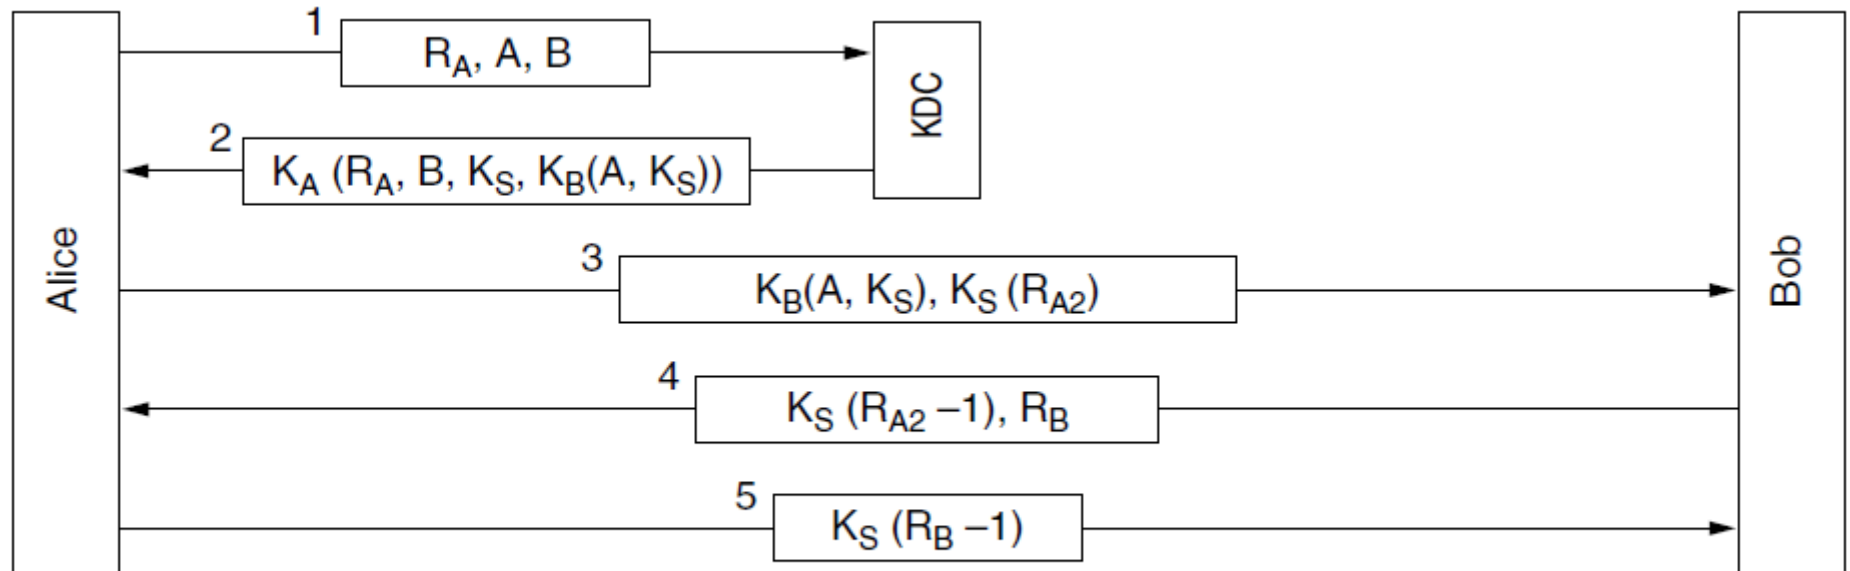 1
R_A, A, B
KDC
2
K_A (R_A, B, K_S, K_B(A, K_S))
Alice
3
K_B(A, K_S), K_S (R_A2)
Bob
4
K_S (R_A2 –1), R_B
5
K_S (R_B –1)